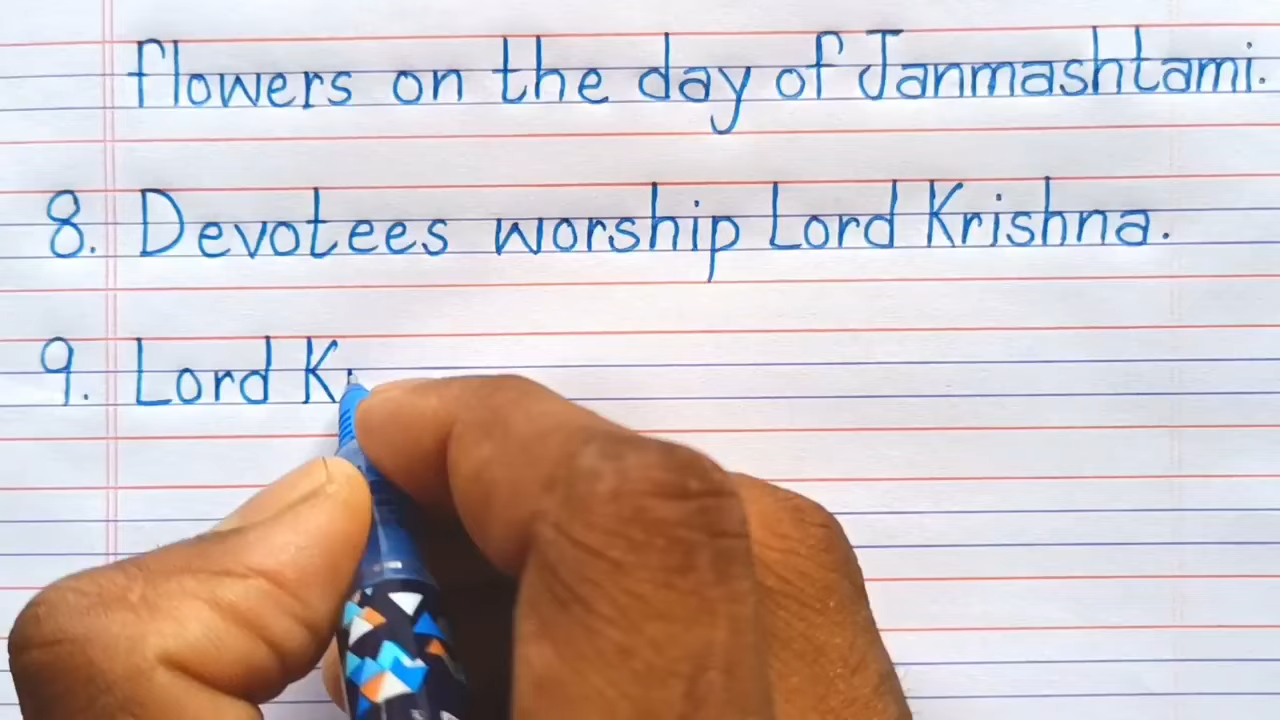 flowers on the day of Janmashtami.
8. Devotees worship Lord Krishna.
9. Lord K